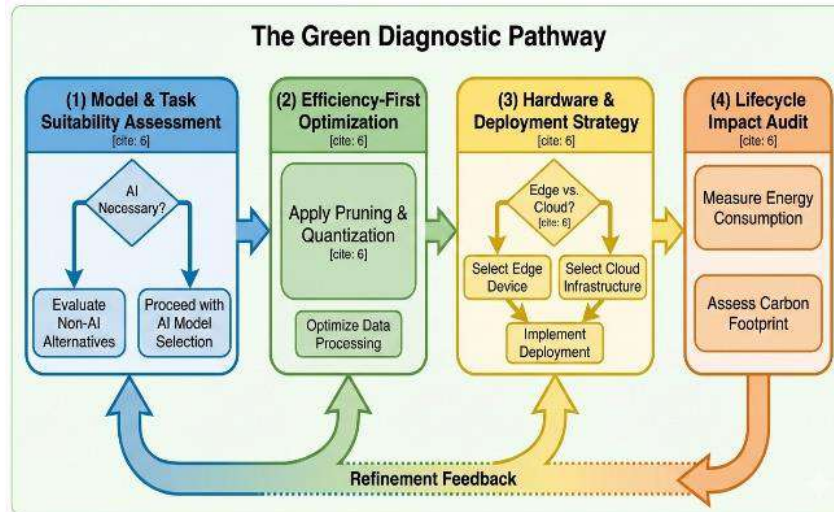 The Green Diagnostic Pathway
(1) Model & Task
Suitability Assessment
[cite: 6]
AI
Necessary?
Evaluate
Non-AI
Alternatives
Proceed with
AI Model
Selection
(2) Efficiency-First
Optimization
[cite: 6]
Apply Pruning &
Quantization
[cite: 6]
Optimize Data
Processing
(3) Hardware &
Deployment Strategy
[cite: 6]
Edge vs.
Cloud?
[cite: 6]
Select Edge
Device
Select Cloud
Infrastructure
Implement
Deployment
(4) Lifecycle
Impact Audit
[cite: 6]
Measure Energy
Consumption
Assess Carbon
Footprint
Refinement Feedback